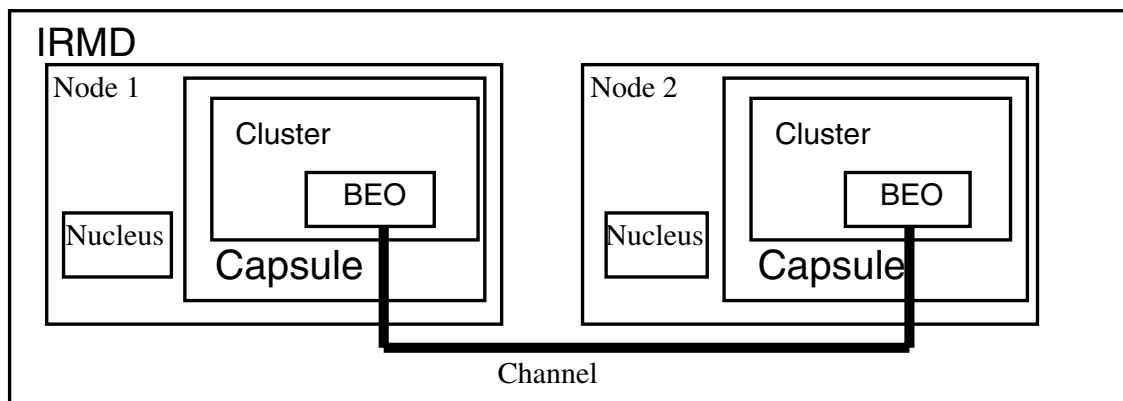 IRMD
Node 1
Cluster
BEO
Nucleus
Capsule
Node 2
Cluster
BEO
Nucleus
Capsule
Channel